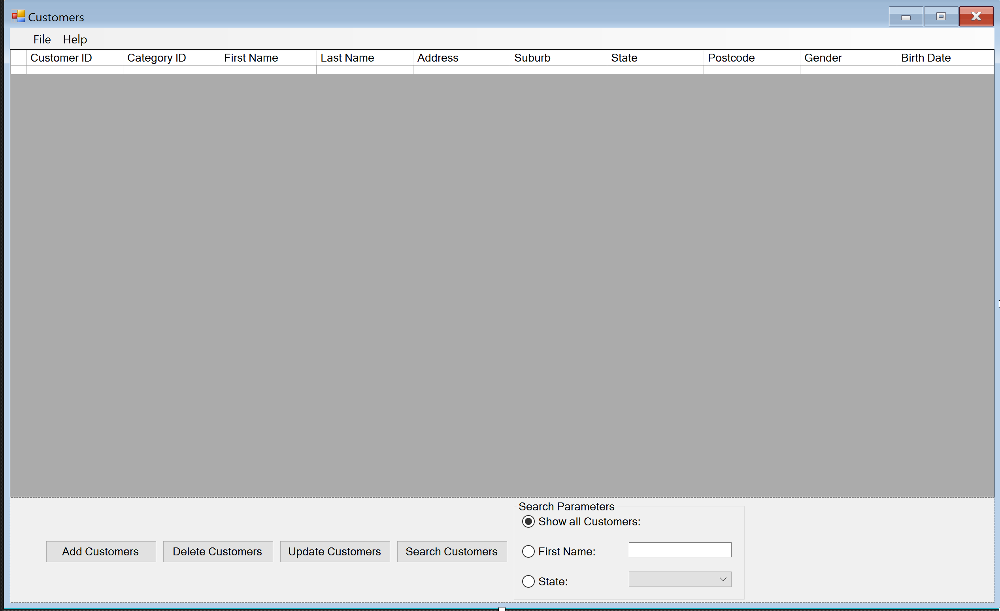 Customers
File Help
Customer ID Category ID First Name Last Name Address Suburb State Postcode Gender Birth Date
Search Parameters
Show all Customers:
Add Customers Delete Customers Update Customers Search Customers First Name:
State: